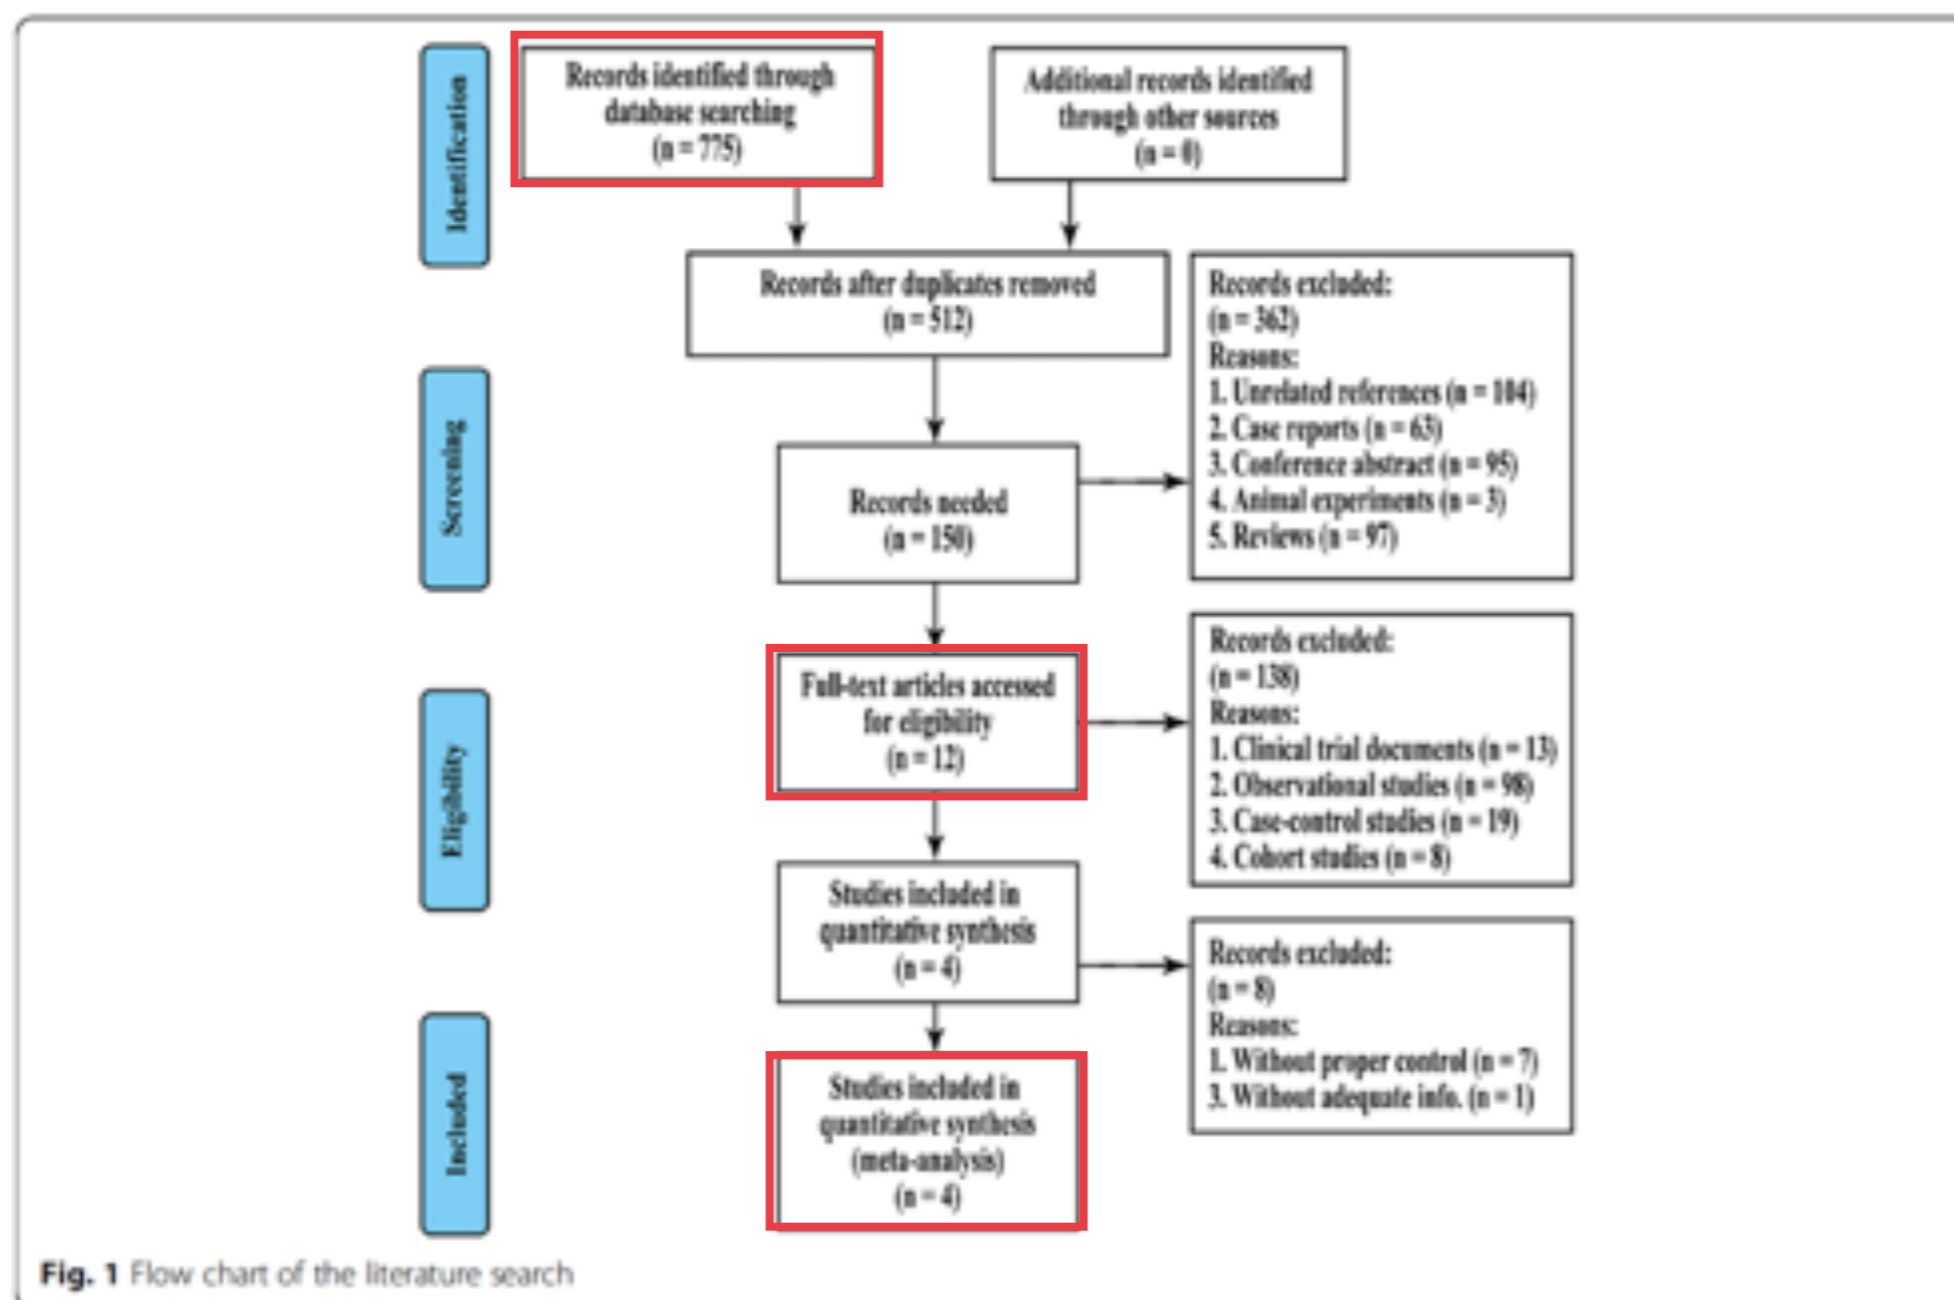 Identification
Records identified through
database searching
(n = 775)
Additional records identified
through other sources
(n = 0)
Records after duplicates removed
(n = 512)
Records excluded:
(n = 362)
Reasons:
1. Unrelated references (n = 104)
2. Case reports (n = 63)
3. Conference abstract (n = 95)
4. Animal experiments (n = 3)
5. Reviews (n = 97)
Screening
Records needed
(n = 150)
Eligibility
Full-text articles accessed
for eligibility
(n = 12)
Records excluded:
(n = 138)
Reasons:
1. Clinical trial documents (n = 13)
2. Observational studies (n = 98)
3. Case-control studies (n = 19)
4. Cohort studies (n = 8)
Studies included in
quantitative synthesis
(n = 4)
Records excluded:
(n = 8)
Reasons:
1. Without proper control (n = 7)
3. Without adequate info. (n = 1)
Included
Studies included in
quantitative synthesis
(meta-analysis)
(n = 4)
Fig. 1 Flow chart of the literature search